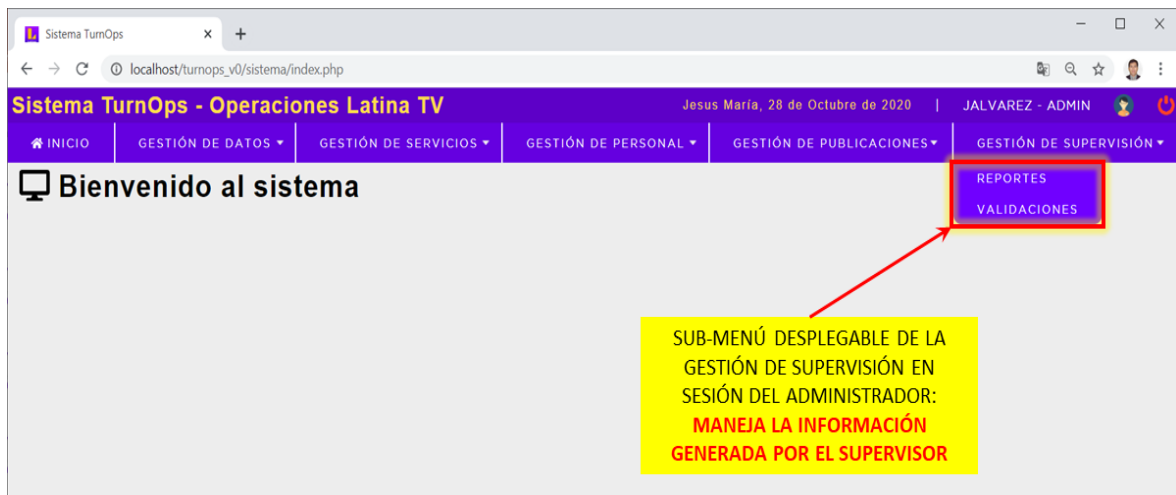 Sistema TurnOps
localhost/turnops_v0/sistema/index.php
Sistema TurnOps - Operaciones Latina TV
Jesus María, 28 de Octubre de 2020 | JALVAREZ - ADMIN
INICIO GESTIÓN DE DATOS GESTIÓN DE SERVICIOS GESTIÓN DE PERSONAL GESTIÓN DE PUBLICACIONES GESTIÓN DE SUPERVISIÓN
Bienvenido al sistema
REPORTES
VALIDACIONES
SUB-MENÚ DESPLEGABLE DE LA
GESTIÓN DE SUPERVISIÓN EN
SESIÓN DEL ADMINISTRADOR:
MANEJA LA INFORMACIÓN
GENERADA POR EL SUPERVISOR